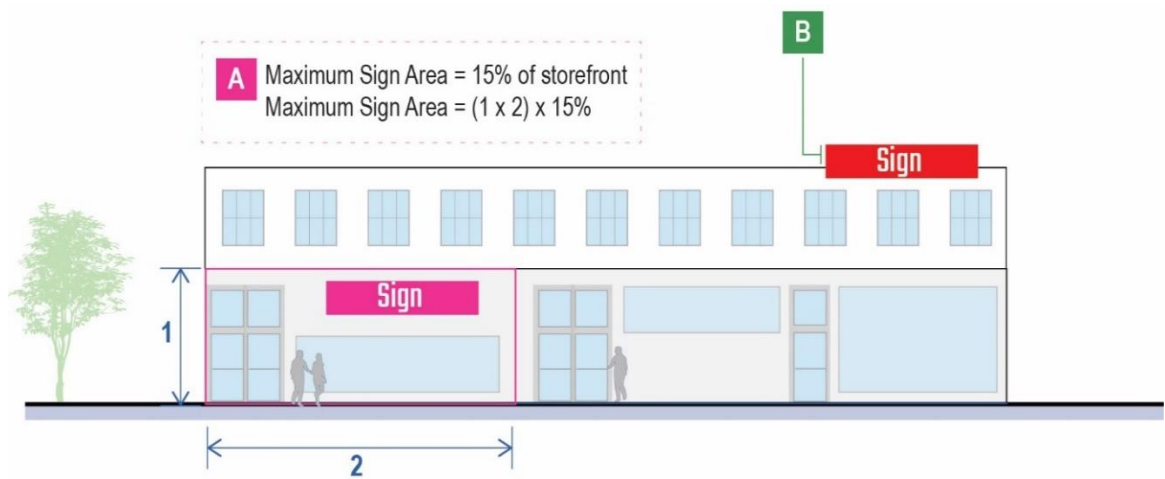 B
A Maximum Sign Area = 15% of storefront
Maximum Sign Area = (1 x 2) x 15%
Sign
Sign
1
2